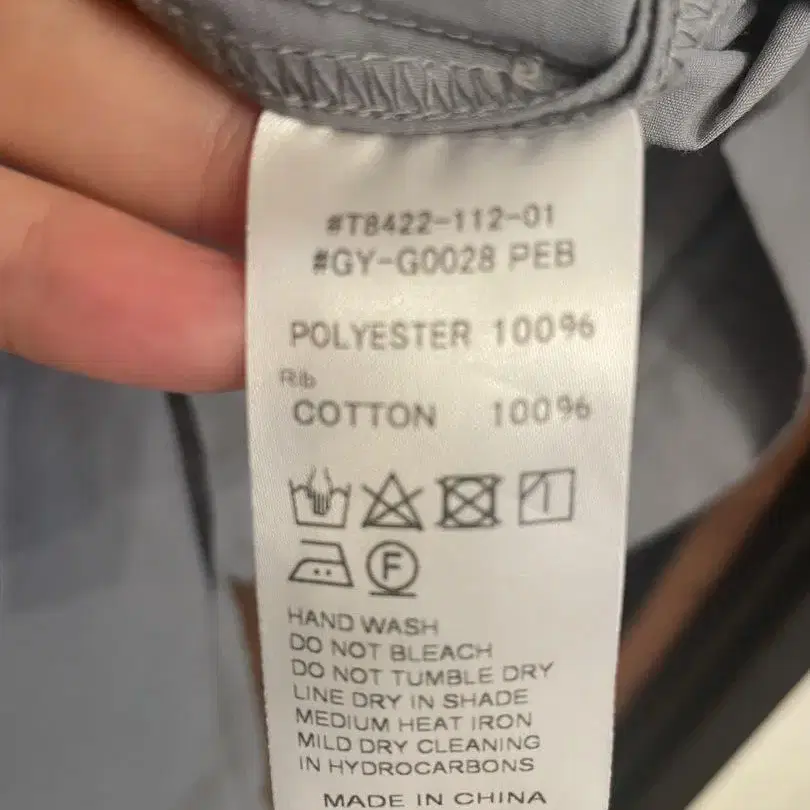 #T8422-112-01
#GY-G0028 PEB
POLYESTER 100%
Rib
COTTON 100%
F
HAND WASH
DO NOT BLEACH
DO NOT TUMBLE DRY
LINE DRY IN SHADE
MEDIUM HEAT IRON
MILD DRY CLEANING
IN HYDROCARBONS
MADE IN CHINA